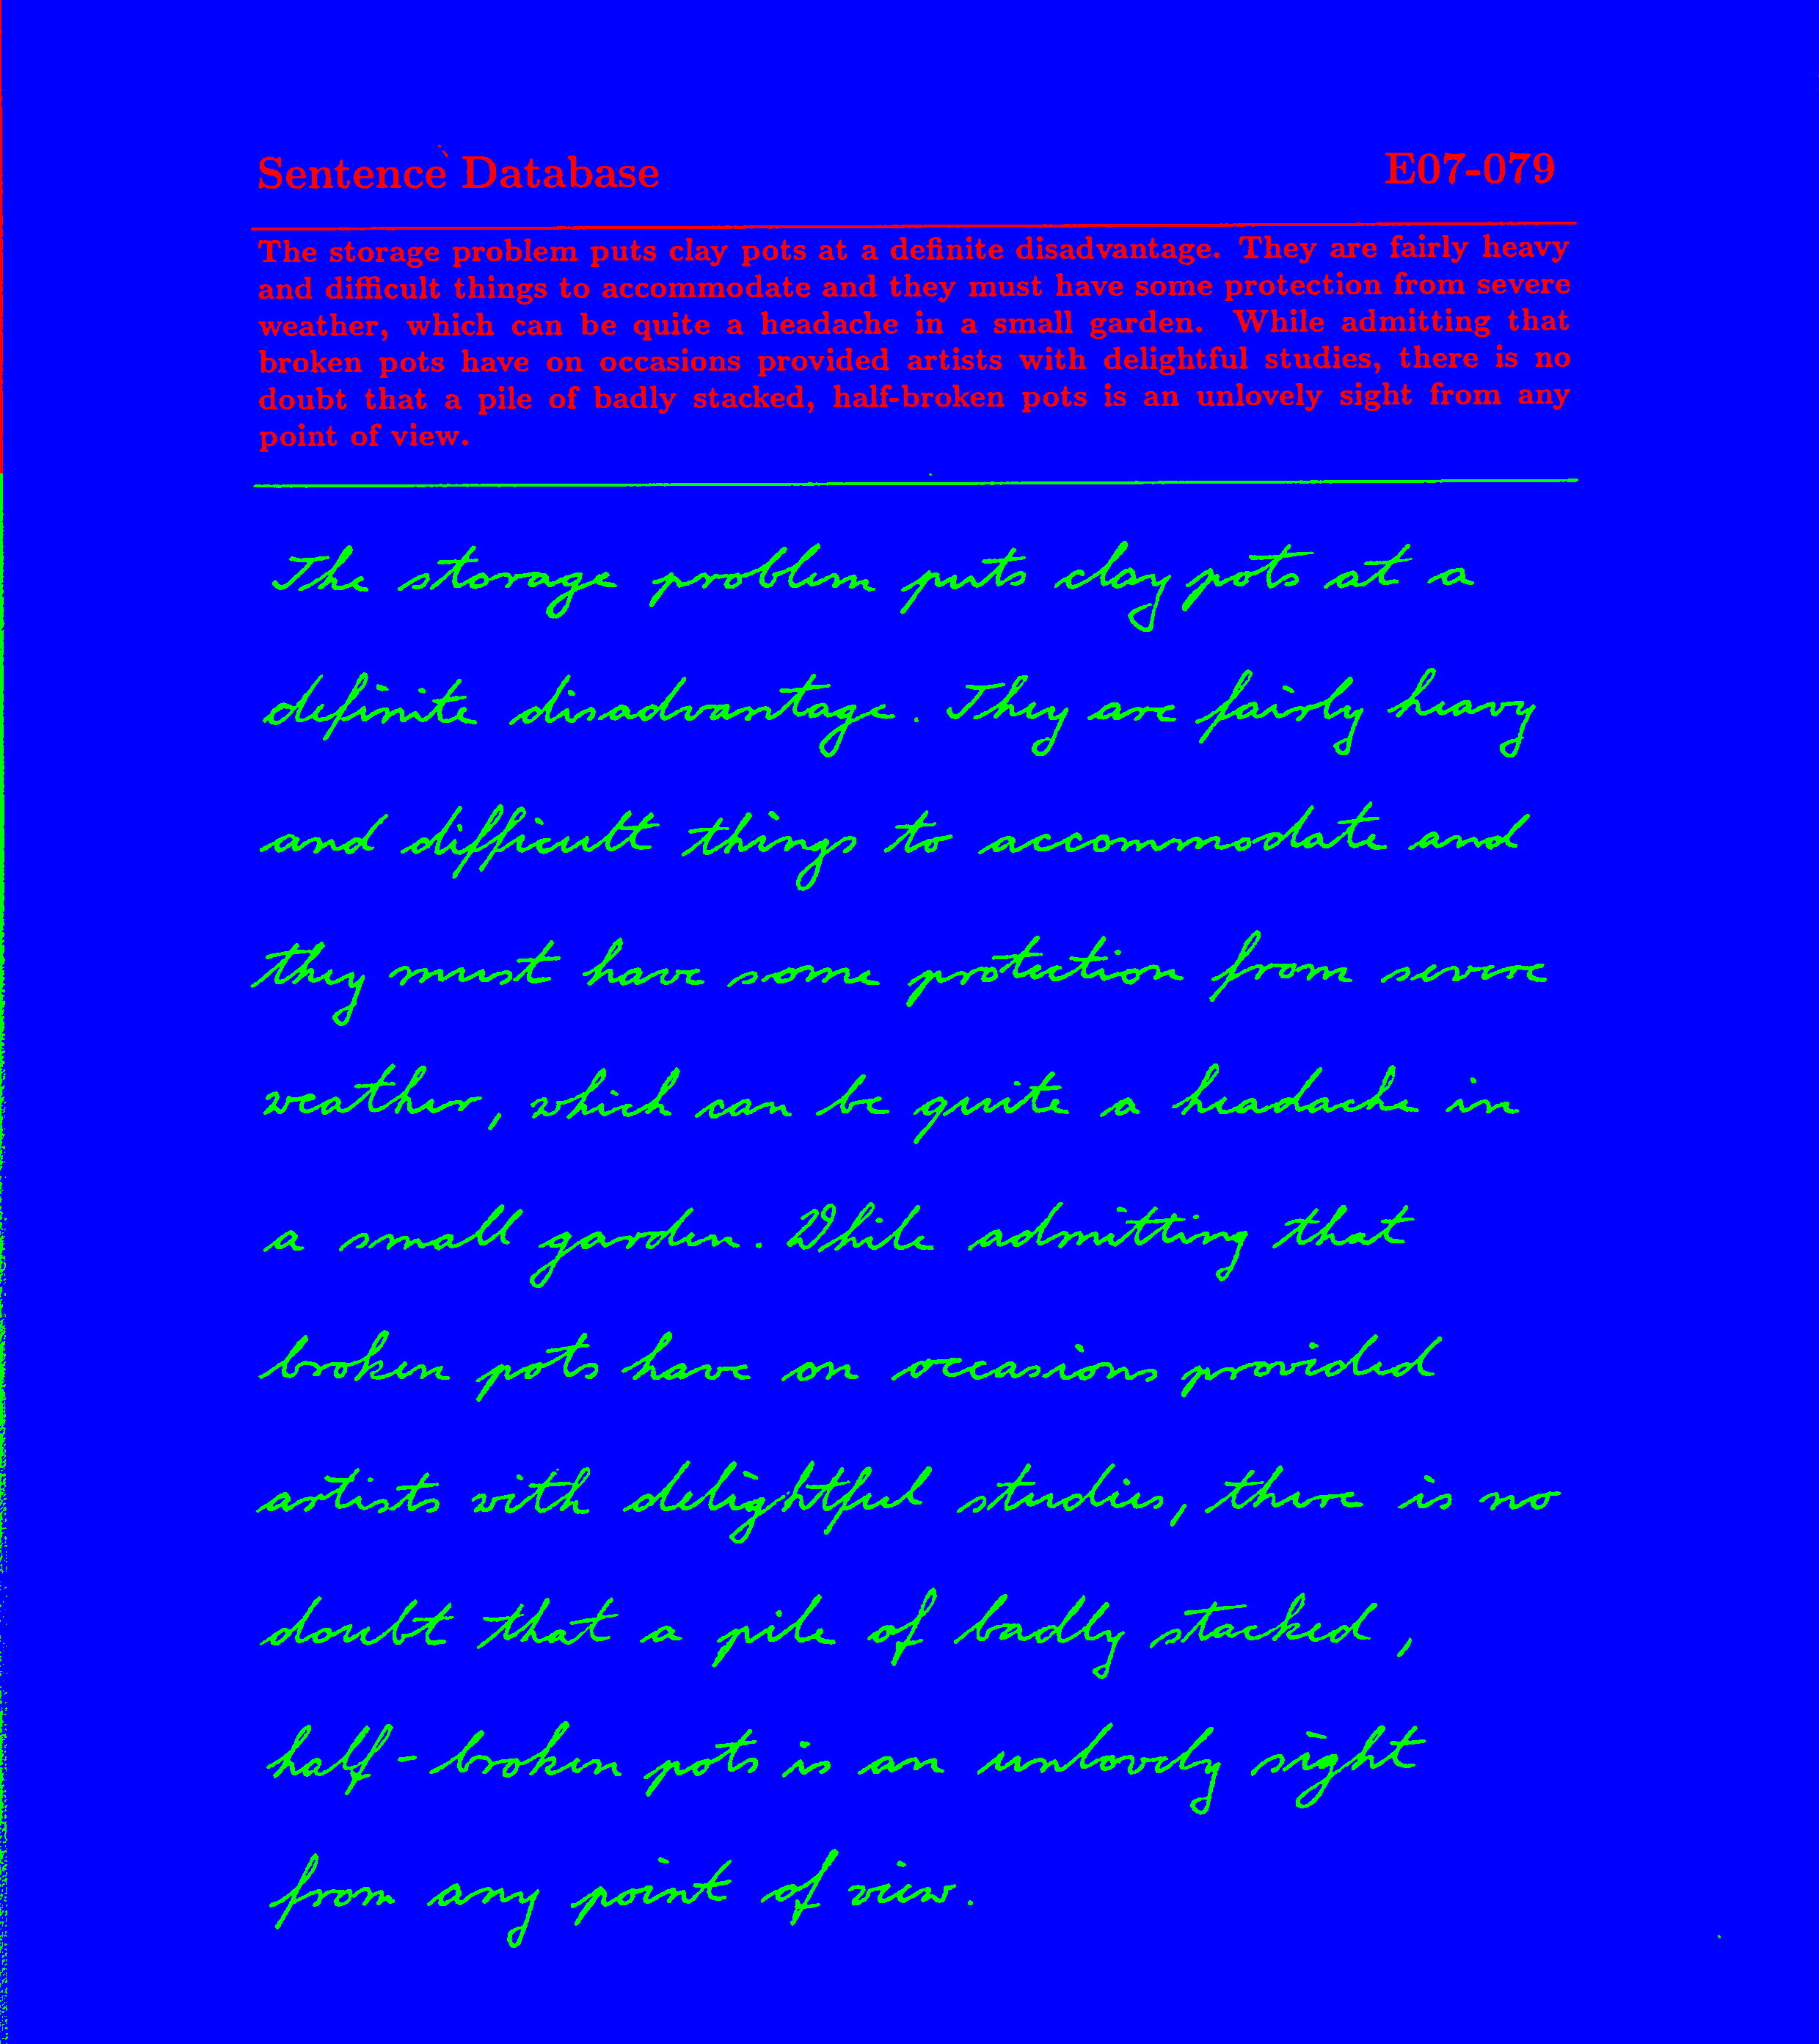 Sentence Database E07-079
The storage problem puts clay pots at a definite disadvantage. They are fairly heavy
and difficult things to accommodate and they must have some protection from severe
weather, which can be quite a headache in a small garden. While admitting that
broken pots have on occasions provided artists with delightful studies, there is no
doubt that a pile of badly stacked, half-broken pots is an unlovely sight from any
point of view.
The storage problem puts clay pots at a
definite disadvantage. They are fairly heavy
and difficult things to accommodate and
they must have some protection from severe
weather, which can be quite a headache in
a small garden. While admitting that
broken pots have on occasions provided
artists with delightful studies, there is no
doubt that a pile of badly stacked,
half-broken pots is an unlovely sight
from any point of view.